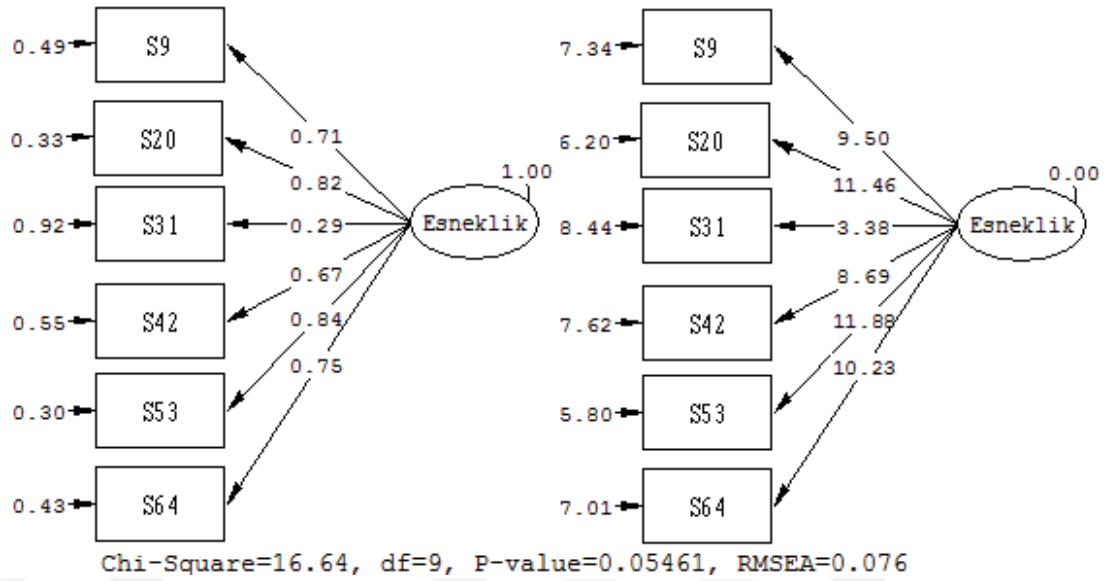 0.49 S9 0.71
0.33 S20 0.82
0.92 S31 0.29
0.55 S42 0.67
0.30 S53 0.84
0.43 S64 0.75
Esneklik 1.00
7.34 S9 9.50
6.20 S20 11.46
8.44 S31 3.38
7.62 S42 8.69
5.80 S53 11.88
7.01 S64 10.23
Esneklik 0.00
Chi-Square=16.64, df=9, P-value=0.05461, RMSEA=0.076